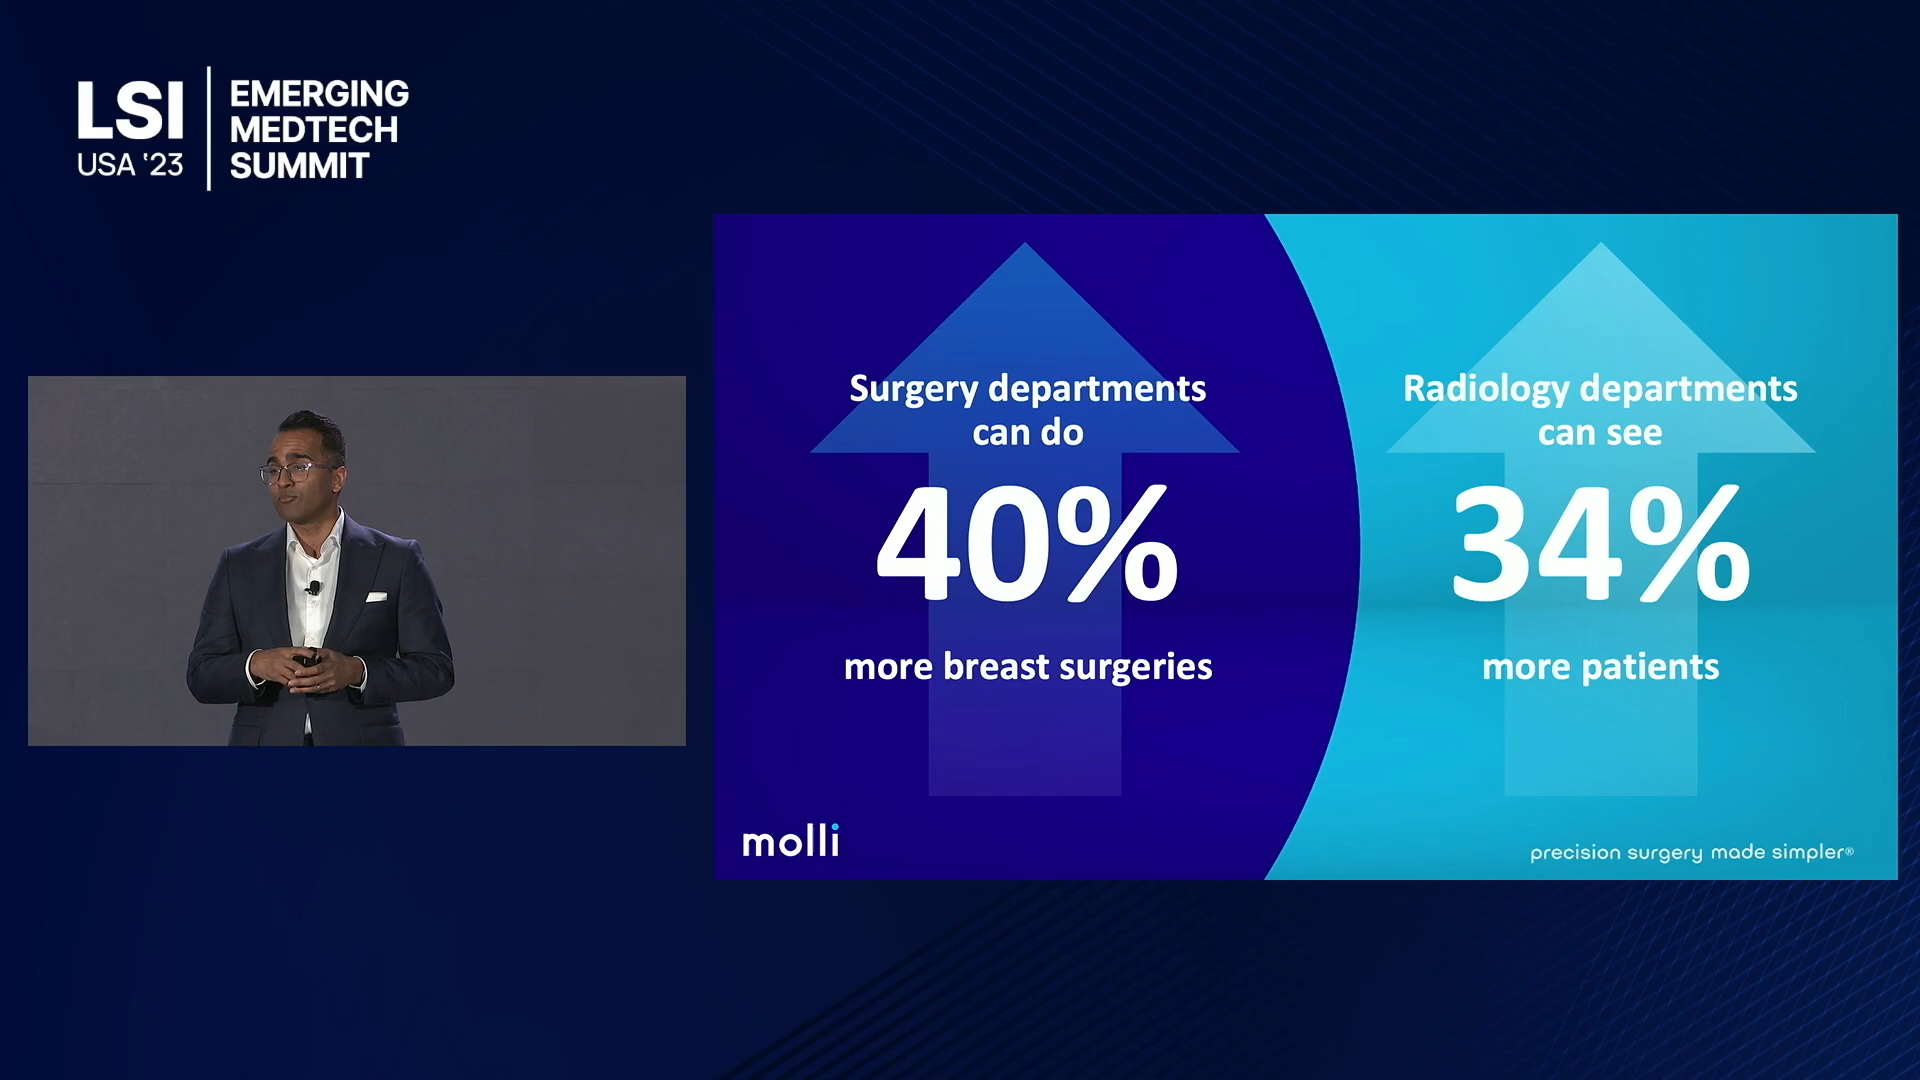 LSI
USA '23
EMERGING
MEDTECH
SUMMIT
Surgery departments
can do
40%
more breast surgeries
Radiology departments
can see
34%
more patients
molli
precision surgery made simpler®